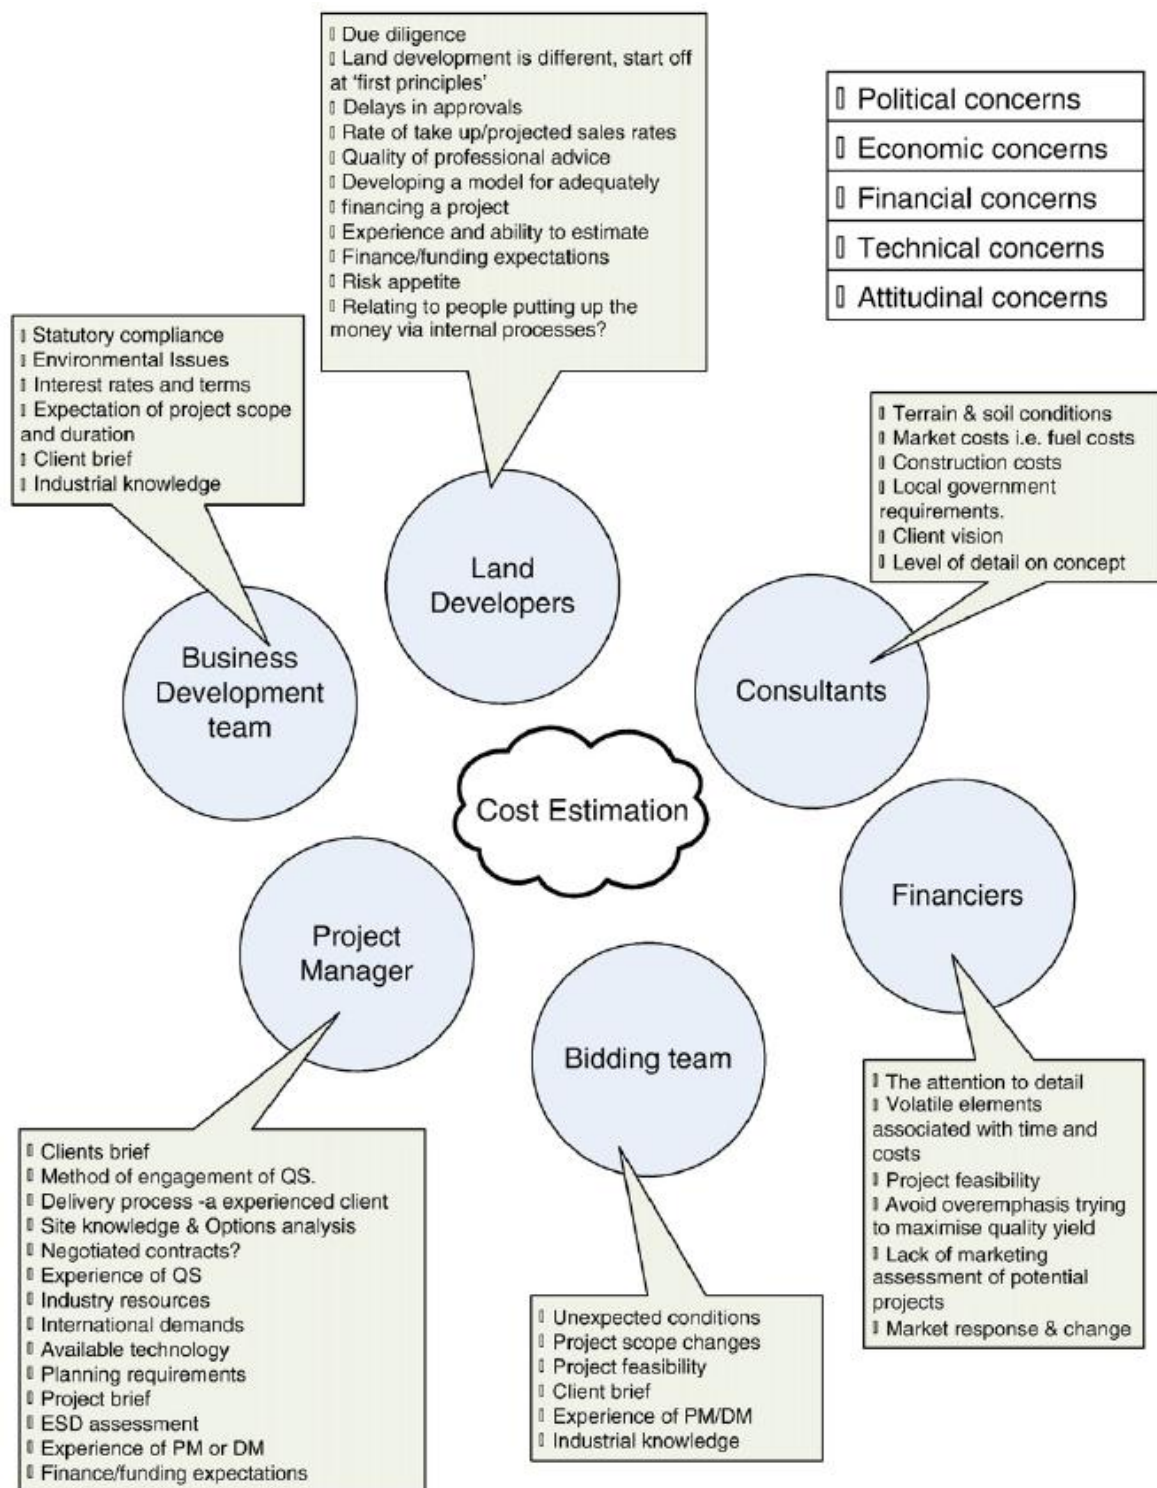 Due diligence
Land development is different, start off
at ‘first principles’
Delays in approvals
Rate of take up/projected sales rates
Quality of professional advice
Developing a model for adequately
financing a project
Experience and ability to estimate
Finance/funding expectations
Risk appetite
Relating to people putting up the
money via internal processes?
Political concerns
Economic concerns
Financial concerns
Technical concerns
Attitudinal concerns
Statutory compliance
Environmental Issues
Interest rates and terms
Expectation of project scope
and duration
Client brief
Industrial knowledge
Terrain & soil conditions
Market costs i.e. fuel costs
Construction costs
Local government
requirements.
Client vision
Level of detail on concept
Land
Developers
Business
Development
team
Consultants
Cost Estimation
Financiers
Project
Manager
Bidding team
The attention to detail
Volatile elements
associated with time and
costs
Project feasibility
Avoid overemphasis trying
to maximise quality yield
Lack of marketing
assessment of potential
projects
Market response & change
Clients brief
Method of engagement of QS.
Delivery process -a experienced client
Site knowledge & Options analysis
Negotiated contracts?
Experience of QS
Industry resources
International demands
Available technology
Planning requirements
Project brief
ESD assessment
Experience of PM or DM
Finance/funding expectations
Unexpected conditions
Project scope changes
Project feasibility
Client brief
Experience of PM/DM
Industrial knowledge